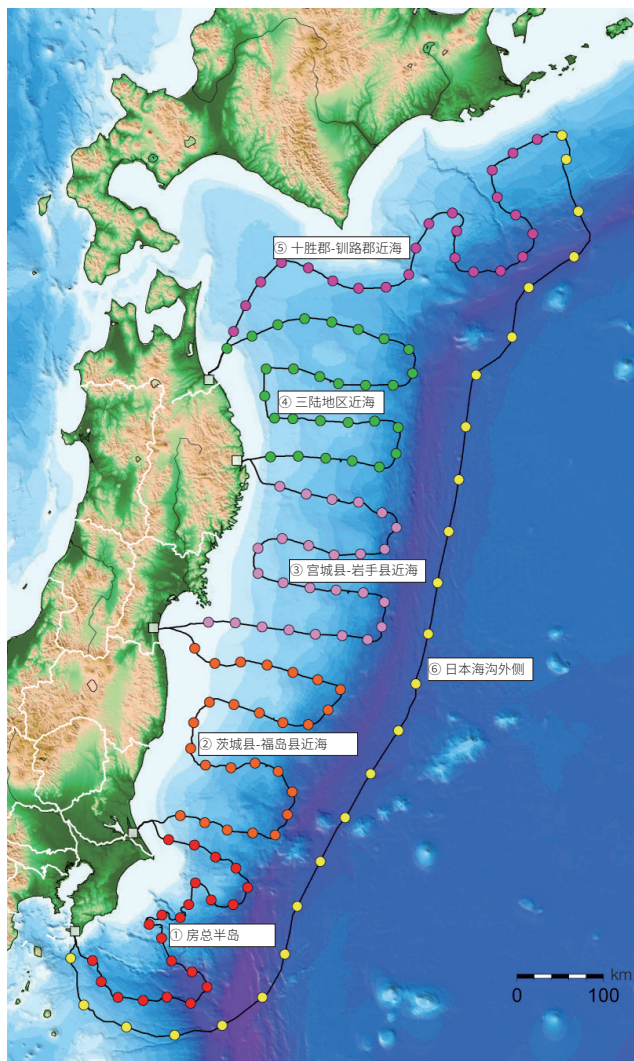 ⑤ 十胜郡-钏路郡近海
④ 三陆地区近海
③ 宫城县-岩手县近海
⑥ 日本海沟外侧
② 茨城县-福岛县近海
① 房总半岛
km
0 100